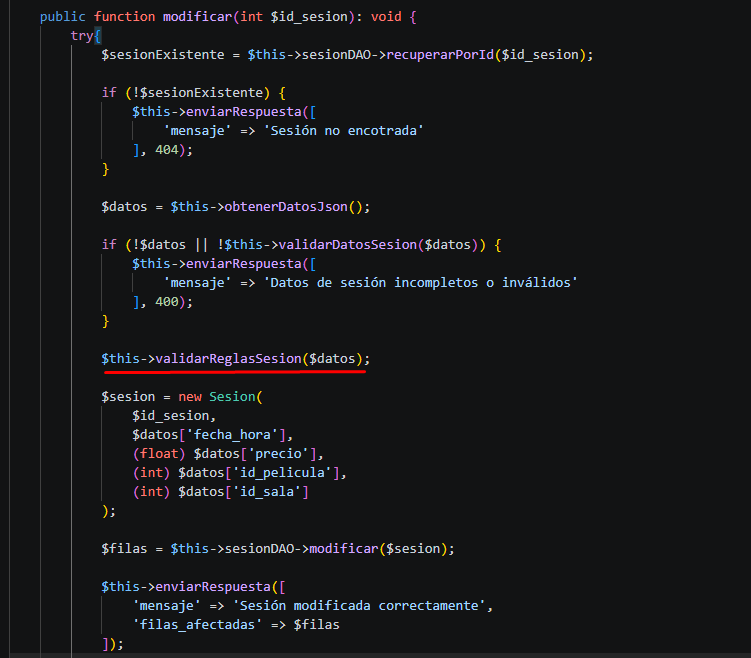 public function modificar(int $id_sesion): void {
try{
$sesionExistente = $this->sesionDAO->recuperarPorId($id_sesion);
if (!$sesionExistente) {
$this->enviarRespuesta([
'mensaje' => 'Sesión no encotrada'
], 404);
}
$datos = $this->obtenerDatosJson();
if (!$datos || !$this->validarDatosSesion($datos)) {
$this->enviarRespuesta([
'mensaje' => 'Datos de sesión incompletos o inválidos'
], 400);
}
$this->validarReglasSesion($datos);
$sesion = new Sesion(
$id_sesion,
$datos['fecha_hora'],
(float) $datos['precio'],
(int) $datos['id_pelicula'],
(int) $datos['id_sala']
);
$filas = $this->sesionDAO->modificar($sesion);
$this->enviarRespuesta([
'mensaje' => 'Sesión modificada correctamente',
'filas_afectadas' => $filas
]);